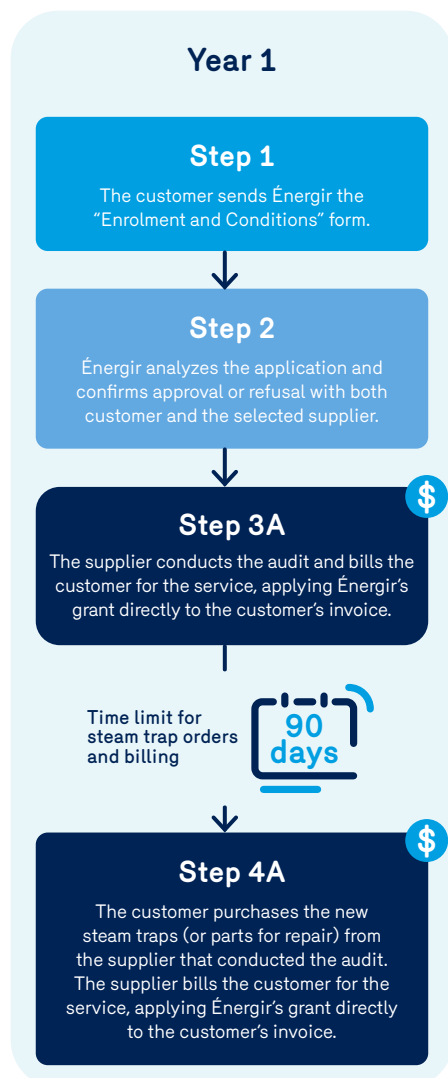 Year 1
Step 1
The customer sends Énergir the
“Enrolment and Conditions” form.
Step 2
Énergir analyzes the application and
confirms approval or refusal with both
customer and the selected supplier.
$
Step 3A
The supplier conducts the audit and bills the
customer for the service, applying Énergir’s
grant directly to the customer’s invoice.
Time limit for
steam trap orders
and billing
90
days
$
Step 4A
The customer purchases the new
steam traps (or parts for repair) from
the supplier that conducted the audit.
The supplier bills the customer for the
service, applying Énergir’s grant directly
to the customer’s invoice.